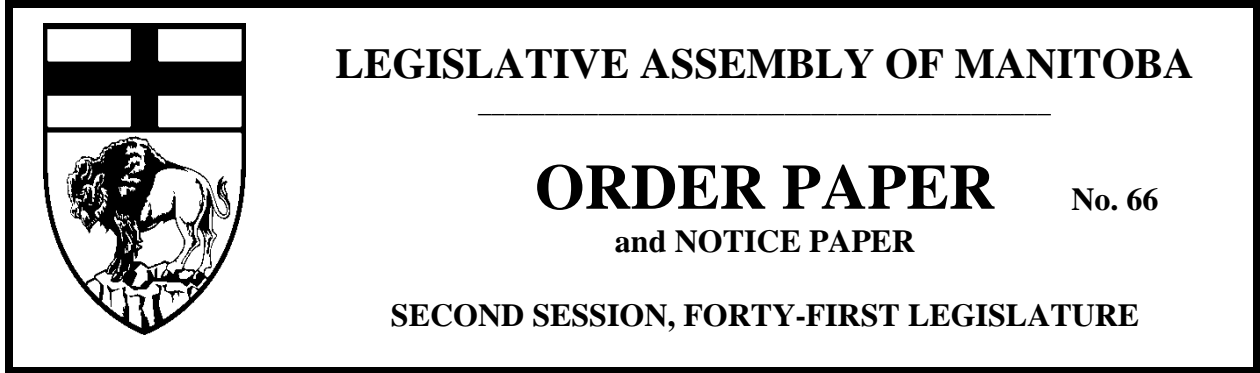 LEGISLATIVE ASSEMBLY OF MANITOBA
ORDER PAPER No. 66
and NOTICE PAPER
SECOND SESSION, FORTY-FIRST LEGISLATURE